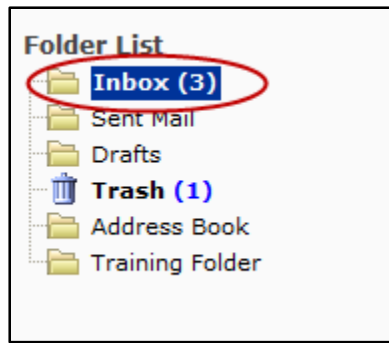 Folder List
Inbox (3)
Sent Mail
Drafts
Trash (1)
Address Book
Training Folder